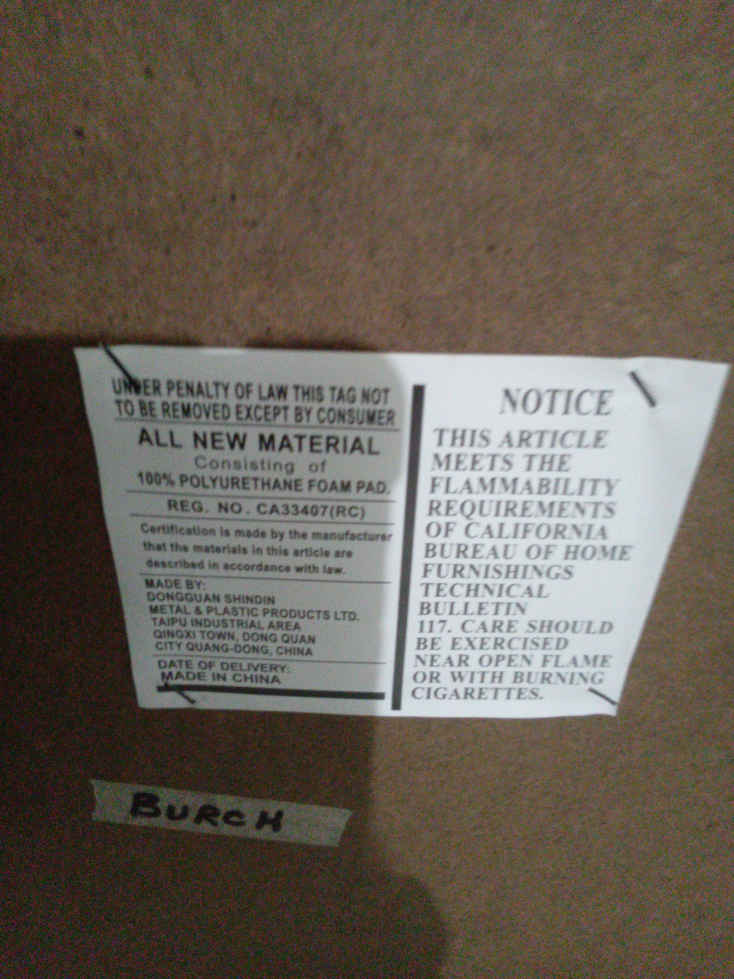 UNDER PENALTY OF LAW THIS TAG NOT
TO BE REMOVED EXCEPT BY CONSUMER
ALL NEW MATERIAL
Consisting of
100% POLYURETHANE FOAM PAD.
REG. NO. CA33407(RC)
Certification is made by the manufacturer
that the materials in this article are
described in accordance with law.
MADE BY:
DONGGUAN SHINDIN
METAL & PLASTIC PRODUCTS LTD.
TAIPU INDUSTRIAL AREA
QINGXI TOWN, DONG QUAN
CITY QUANG-DONG, CHINA
DATE OF DELIVERY:
MADE IN CHINA
NOTICE
THIS ARTICLE
MEETS THE
FLAMMABILITY
REQUIREMENTS
OF CALIFORNIA
BUREAU OF HOME
FURNISHINGS
TECHNICAL
BULLETIN
117. CARE SHOULD
BE EXERCISED
NEAR OPEN FLAME
OR WITH BURNING
CIGARETTES.
BURCH